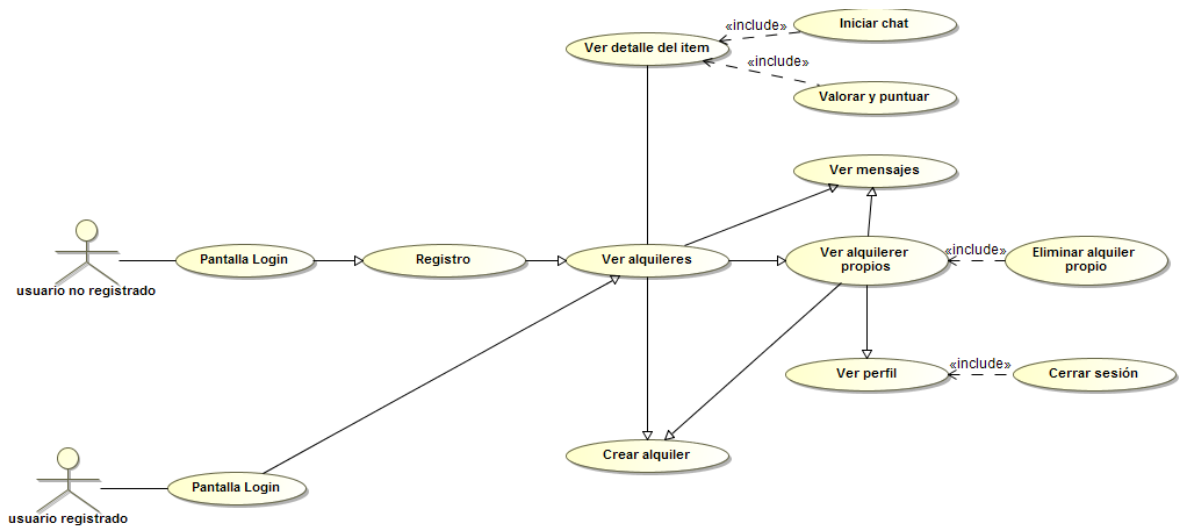 «include»
Iniciar chat
Ver detalle del item
«include»
Valorar y puntuar
Ver mensajes
usuario no registrado
Pantalla Login
Registro
Ver alquileres
Ver alquilerer
propios
«include»
Eliminar alquiler
propio
Ver perfil
«include»
Cerrar sesión
Crear alquiler
Pantalla Login
usuario registrado